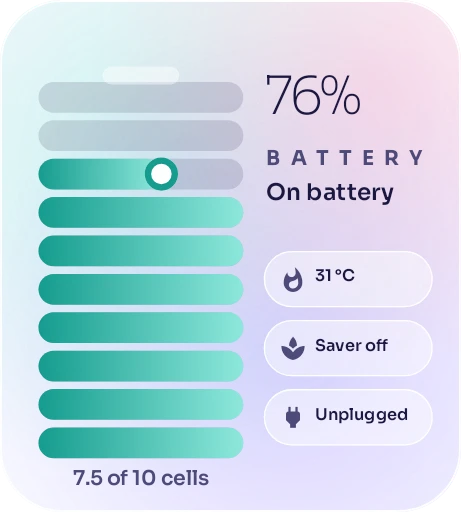 76%
BATTERY
On battery
31 °C
Saver off
Unplugged
7.5 of 10 cells